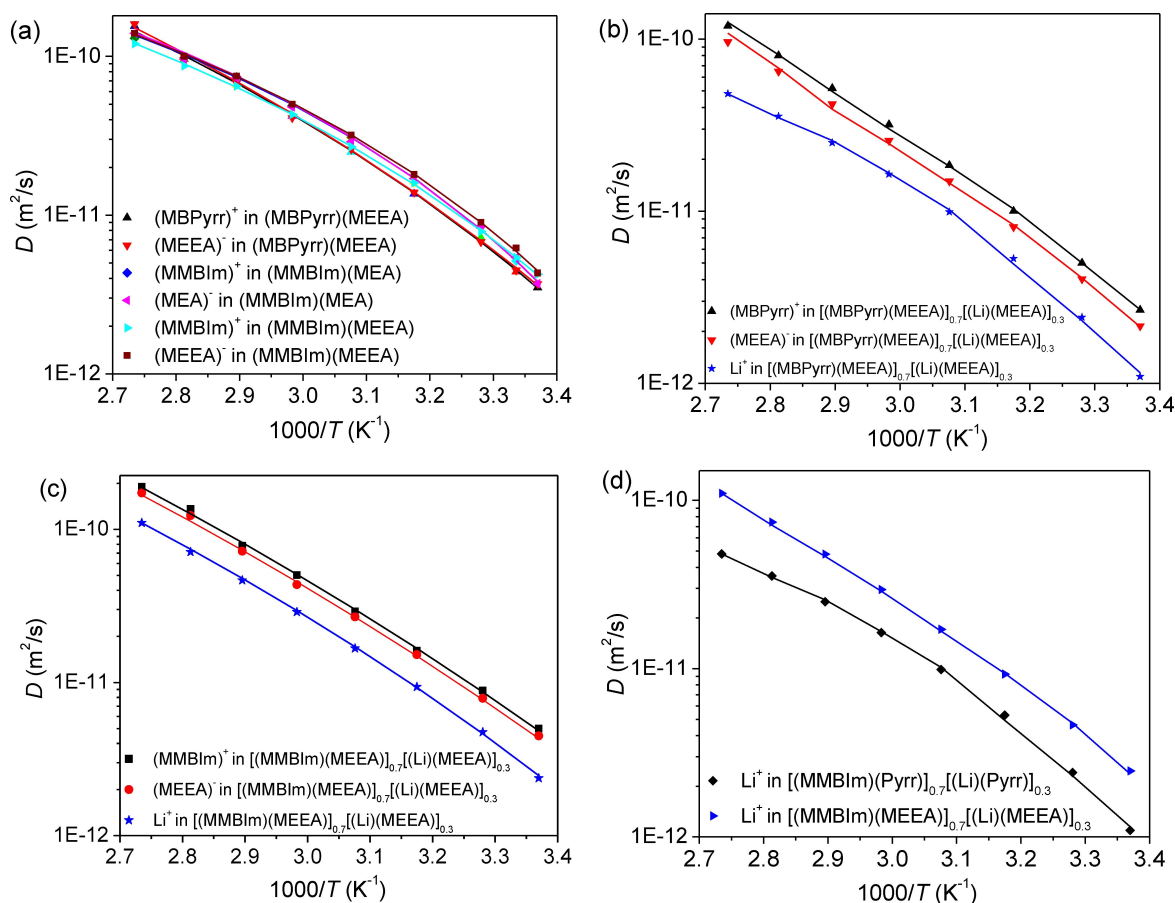 (a)
1E-10
1E-11
1E-12
D (m²/s)
(MBPyrr)⁺ in (MBPyrr)(MEEA)
(MEEA)⁻ in (MBPyrr)(MEEA)
(MMBIm)⁺ in (MMBIm)(MEA)
(MEA)⁻ in (MMBIm)(MEA)
(MMBIm)⁺ in (MMBIm)(MEEA)
(MEEA)⁻ in (MMBIm)(MEEA)
2.7 2.8 2.9 3.0 3.1 3.2 3.3 3.4
1000/T (K⁻¹)
(b)
1E-10
1E-11
1E-12
D (m²/s)
(MBPyrr)⁺ in [(MBPyrr)(MEEA)]₀.₇[(Li)(MEEA)]₀.₃
(MEEA)⁻ in [(MBPyrr)(MEEA)]₀.₇[(Li)(MEEA)]₀.₃
Li⁺ in [(MBPyrr)(MEEA)]₀.₇[(Li)(MEEA)]₀.₃
2.7 2.8 2.9 3.0 3.1 3.2 3.3 3.4
1000/T (K⁻¹)
(c)
1E-10
1E-11
1E-12
D (m²/s)
(MMBIm)⁺ in [(MMBIm)(MEEA)]₀.₇[(Li)(MEEA)]₀.₃
(MEEA)⁻ in [(MMBIm)(MEEA)]₀.₇[(Li)(MEEA)]₀.₃
Li⁺ in [(MMBIm)(MEEA)]₀.₇[(Li)(MEEA)]₀.₃
2.7 2.8 2.9 3.0 3.1 3.2 3.3 3.4
1000/T (K⁻¹)
(d)
1E-10
1E-11
1E-12
D (m²/s)
Li⁺ in [(MMBIm)(Pyrr)]₀.₇[(Li)(Pyrr)]₀.₃
Li⁺ in [(MMBIm)(MEEA)]₀.₇[(Li)(MEEA)]₀.₃
2.7 2.8 2.9 3.0 3.1 3.2 3.3 3.4
1000/T (K⁻¹)